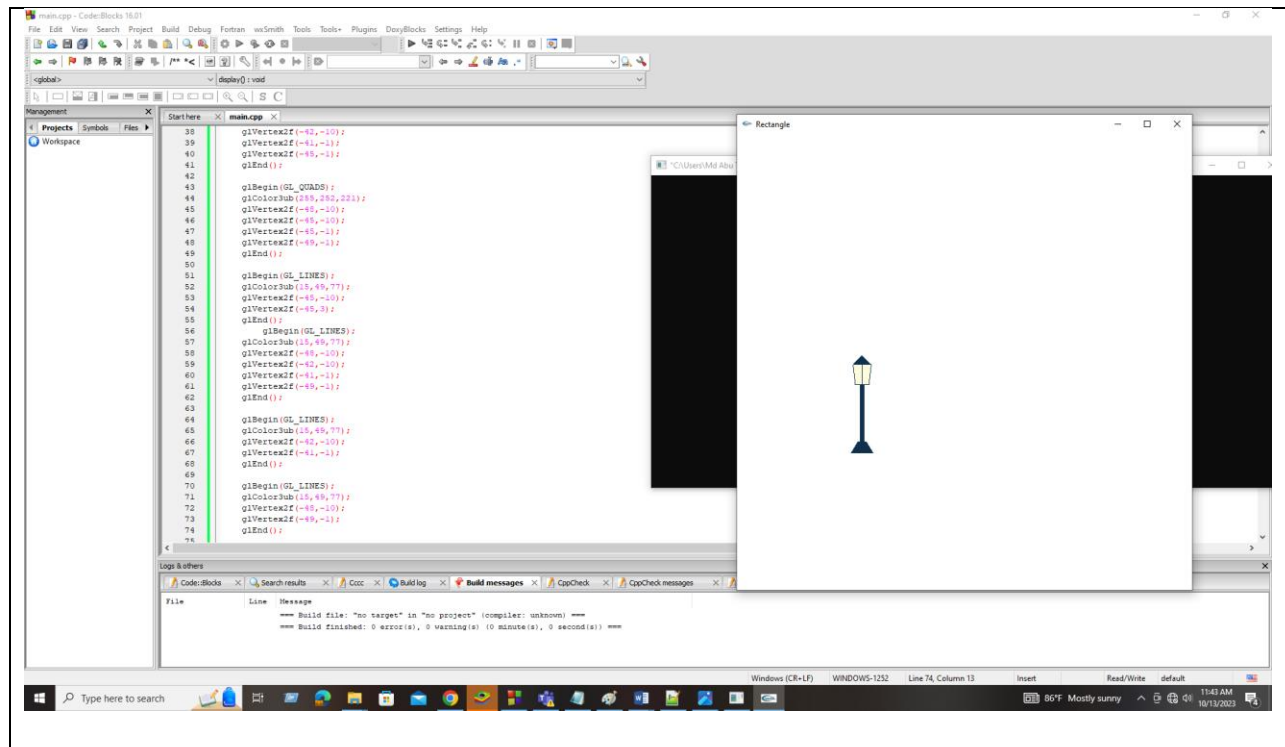 main.cpp - Code::Blocks 16.01
File Edit View Search Project Build Debug Fortran wxSmith Tools Tools+ Plugins DoxyBlocks Settings Help
<global>
display() : void
S C
Management
Projects Symbols Files
Workspace
Start here main.cpp
38 glVertex2f(-42,-10);
39 glVertex2f(-41,-1);
40 glVertex2f(-45,-1);
41 glEnd();
42
43 glBegin(GL_QUADS);
44 glColor3ub(255,252,221);
45 glVertex2f(-48,-10);
46 glVertex2f(-45,-10);
47 glVertex2f(-45,-1);
48 glVertex2f(-49,-1);
49 glEnd();
50
51 glBegin(GL_LINES);
52 glColor3ub(15,49,77);
53 glVertex2f(-45,-10);
54 glVertex2f(-45,3);
55 glEnd();
56 glBegin(GL_LINES);
57 glColor3ub(15,49,77);
58 glVertex2f(-48,-10);
59 glVertex2f(-42,-10);
60 glVertex2f(-41,-1);
61 glVertex2f(-49,-1);
62 glEnd();
63
64 glBegin(GL_LINES);
65 glColor3ub(15,49,77);
66 glVertex2f(-42,-10);
67 glVertex2f(-41,-1);
68 glEnd();
69
70 glBegin(GL_LINES);
71 glColor3ub(15,49,77);
72 glVertex2f(-48,-10);
73 glVertex2f(-49,-1);
74 glEnd();
75
"C:\Users\Md Abu
Rectangle
Logs & others
Code::Blocks Search results Cccc Build log Build messages CppCheck CppCheck messages
File Line Message
=== Build file: "no target" in "no project" (compiler: unknown) ===
=== Build finished: 0 error(s), 0 warning(s) (0 minute(s), 0 second(s)) ===
Windows (CR+LF) WINDOWS-1252 Line 74, Column 13 Insert Read/Write default
Type here to search
86°F Mostly sunny
11:43 AM
10/13/2023
4